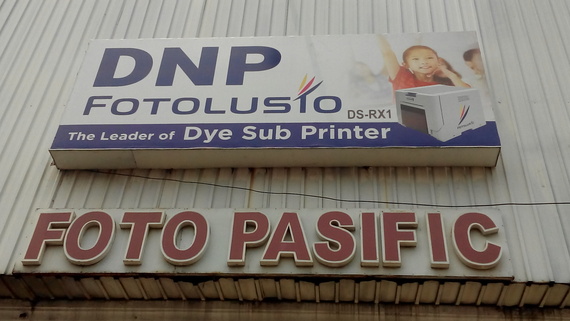 DNP
FOTOLUSIO
DS-RX1
The Leader of Dye Sub Printer
FOTO PASIFIC